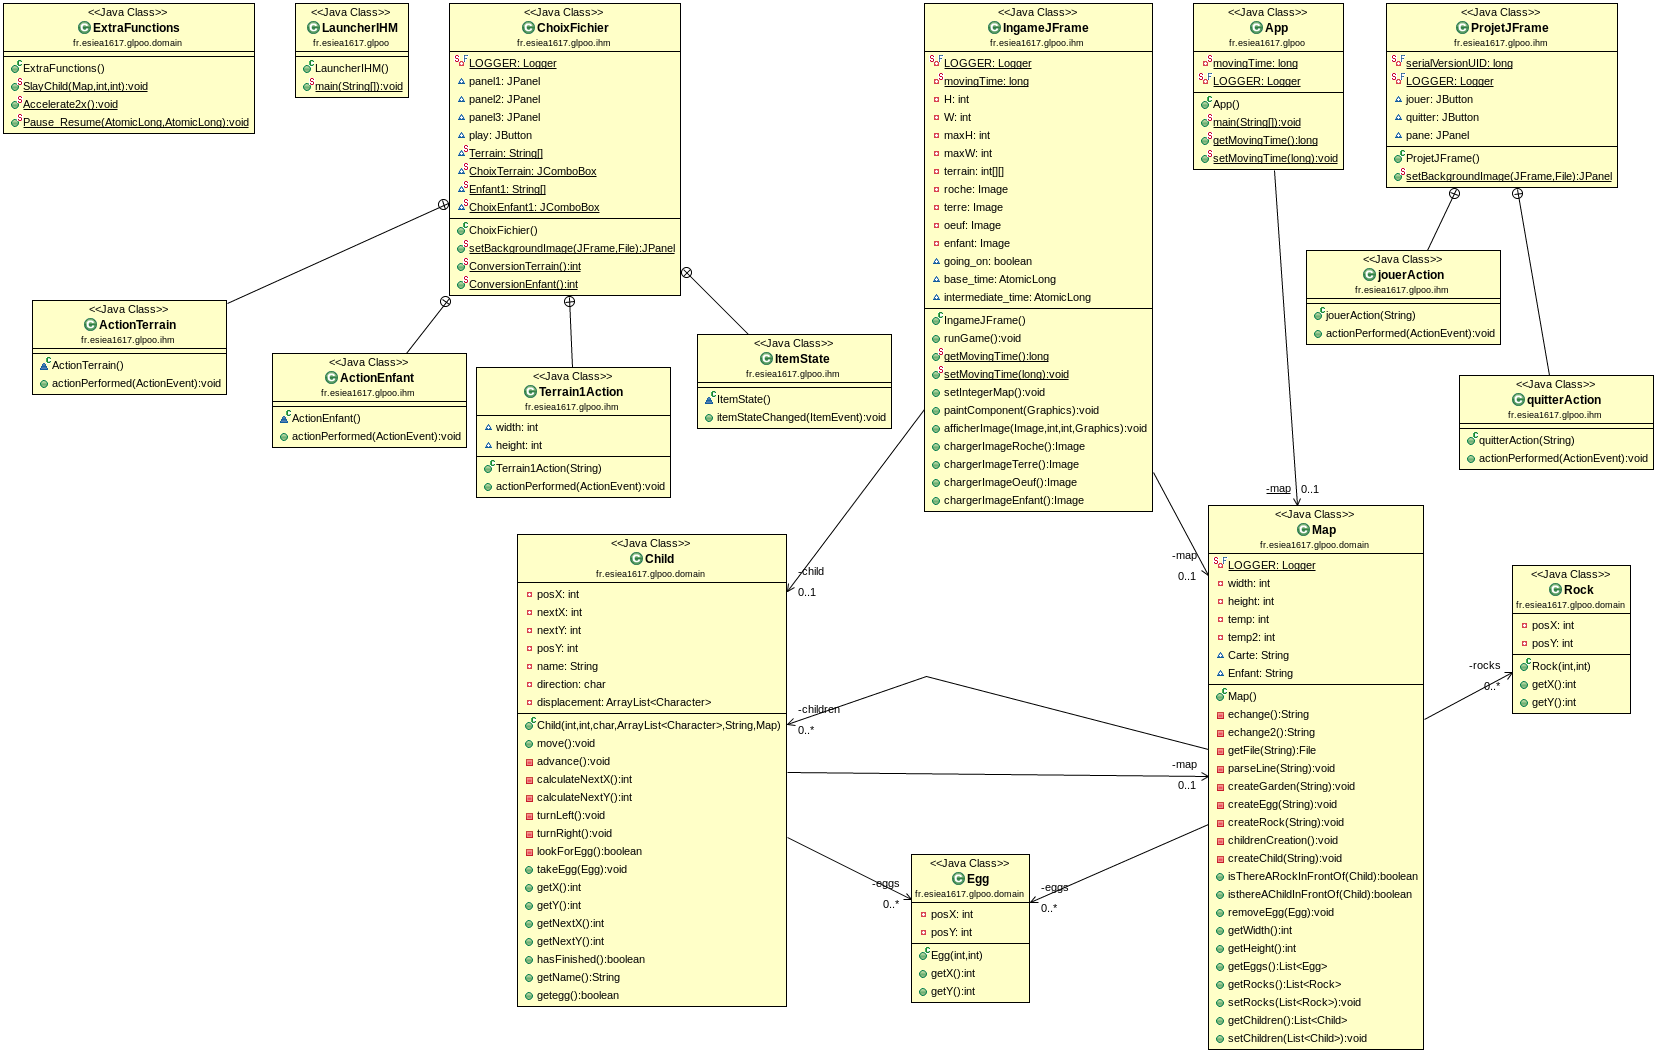 <<Java Class>>
ExtraFunctions
fr.esiea1617.glpoo.domain
ExtraFunctions()
SlayChild(Map,int,int):void
Accelerate2x():void
Pause_Resume(AtomicLong,AtomicLong):void
<<Java Class>>
LauncherIHM
fr.esiea1617.glpoo
LauncherIHM()
main(String[]):void
<<Java Class>>
ChoixFichier
fr.esiea1617.glpoo.ihm
LOGGER: Logger
panel1: JPanel
panel2: JPanel
panel3: JPanel
play: JButton
Terrain: String[]
ChoixTerrain: JComboBox
Enfant1: String[]
ChoixEnfant1: JComboBox
ChoixFichier()
setBackgroundImage(JFrame,File):JPanel
ConversionTerrain():int
ConversionEnfant():int
<<Java Class>>
IngameJFrame
fr.esiea1617.glpoo.ihm
LOGGER: Logger
movingTime: long
H: int
W: int
maxH: int
maxW: int
terrain: int[][]
roche: Image
terre: Image
oeuf: Image
enfant: Image
going_on: boolean
base_time: AtomicLong
intermediate_time: AtomicLong
IngameJFrame()
runGame():void
getMovingTime():long
setMovingTime(long):void
setIntegerMap():void
paintComponent(Graphics):void
afficherImage(Image,int,int,Graphics):void
chargerImageRoche():Image
chargerImageTerre():Image
chargerImageOeuf():Image
chargerImageEnfant():Image
<<Java Class>>
App
fr.esiea1617.glpoo
movingTime: long
LOGGER: Logger
App()
main(String[]):void
getMovingTime():long
setMovingTime(long):void
<<Java Class>>
ProjetJFrame
fr.esiea1617.glpoo.ihm
serialVersionUID: long
LOGGER: Logger
jouer: JButton
quitter: JButton
pane: JPanel
ProjetJFrame()
setBackgroundImage(JFrame,File):JPanel
<<Java Class>>
ActionTerrain
fr.esiea1617.glpoo.ihm
ActionTerrain()
actionPerformed(ActionEvent):void
<<Java Class>>
ActionEnfant
fr.esiea1617.glpoo.ihm
ActionEnfant()
actionPerformed(ActionEvent):void
<<Java Class>>
Terrain1Action
fr.esiea1617.glpoo.ihm
width: int
height: int
Terrain1Action(String)
actionPerformed(ActionEvent):void
<<Java Class>>
ItemState
fr.esiea1617.glpoo.ihm
ItemState()
itemStateChanged(ItemEvent):void
<<Java Class>>
jouerAction
fr.esiea1617.glpoo.ihm
jouerAction(String)
actionPerformed(ActionEvent):void
<<Java Class>>
quitterAction
fr.esiea1617.glpoo.ihm
quitterAction(String)
actionPerformed(ActionEvent):void
-map 0..1
-map
0..1
-child
0..1
<<Java Class>>
Child
fr.esiea1617.glpoo.domain
posX: int
nextX: int
nextY: int
posY: int
name: String
direction: char
displacement: ArrayList<Character>
Child(int,int,char,ArrayList<Character>,String,Map)
move():void
advance():void
calculateNextX():int
calculateNextY():int
turnLeft():void
turnRight():void
lookForEgg():boolean
takeEgg(Egg):void
getX():int
getY():int
getNextX():int
getNextY():int
hasFinished():boolean
getName():String
getegg():boolean
-children
0..*
-map
0..1
-eggs
0..*
<<Java Class>>
Egg
fr.esiea1617.glpoo.domain
posX: int
posY: int
Egg(int,int)
getX():int
getY():int
-eggs
0..*
<<Java Class>>
Map
fr.esiea1617.glpoo.domain
LOGGER: Logger
width: int
height: int
temp: int
temp2: int
Carte: String
Enfant: String
Map()
echange():String
echange2():String
getFile(String):File
parseLine(String):void
createGarden(String):void
createEgg(String):void
createRock(String):void
childrenCreation():void
createChild(String):void
isThereARockInFrontOf(Child):boolean
isthereAChildInFrontOf(Child):boolean
removeEgg(Egg):void
getWidth():int
getHeight():int
getEggs():List<Egg>
getRocks():List<Rock>
setRocks(List<Rock>):void
getChildren():List<Child>
setChildren(List<Child>):void
-rocks
0..*
<<Java Class>>
Rock
fr.esiea1617.glpoo.domain
posX: int
posY: int
Rock(int,int)
getX():int
getY():int